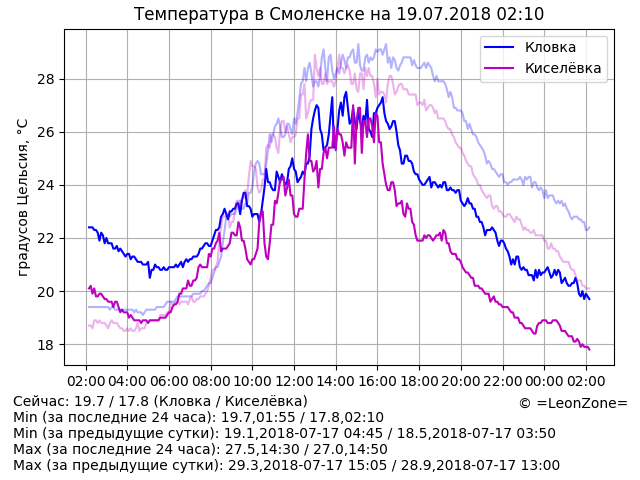 Температура в Смоленске на 19.07.2018 02:10
Кловка
Киселёвка
градусов Цельсия, °C
28
26
24
22
20
18
02:00 04:00 06:00 08:00 10:00 12:00 14:00 16:00 18:00 20:00 22:00 00:00 02:00
Сейчас: 19.7 / 17.8 (Кловка / Киселёвка)
© =LeonZone=
Min (за последние 24 часа): 19.7,01:55 / 17.8,02:10
Min (за предыдущие сутки): 19.1,2018-07-17 04:45 / 18.5,2018-07-17 03:50
Max (за последние 24 часа): 27.5,14:30 / 27.0,14:50
Max (за предыдущие сутки): 29.3,2018-07-17 15:05 / 28.9,2018-07-17 13:00